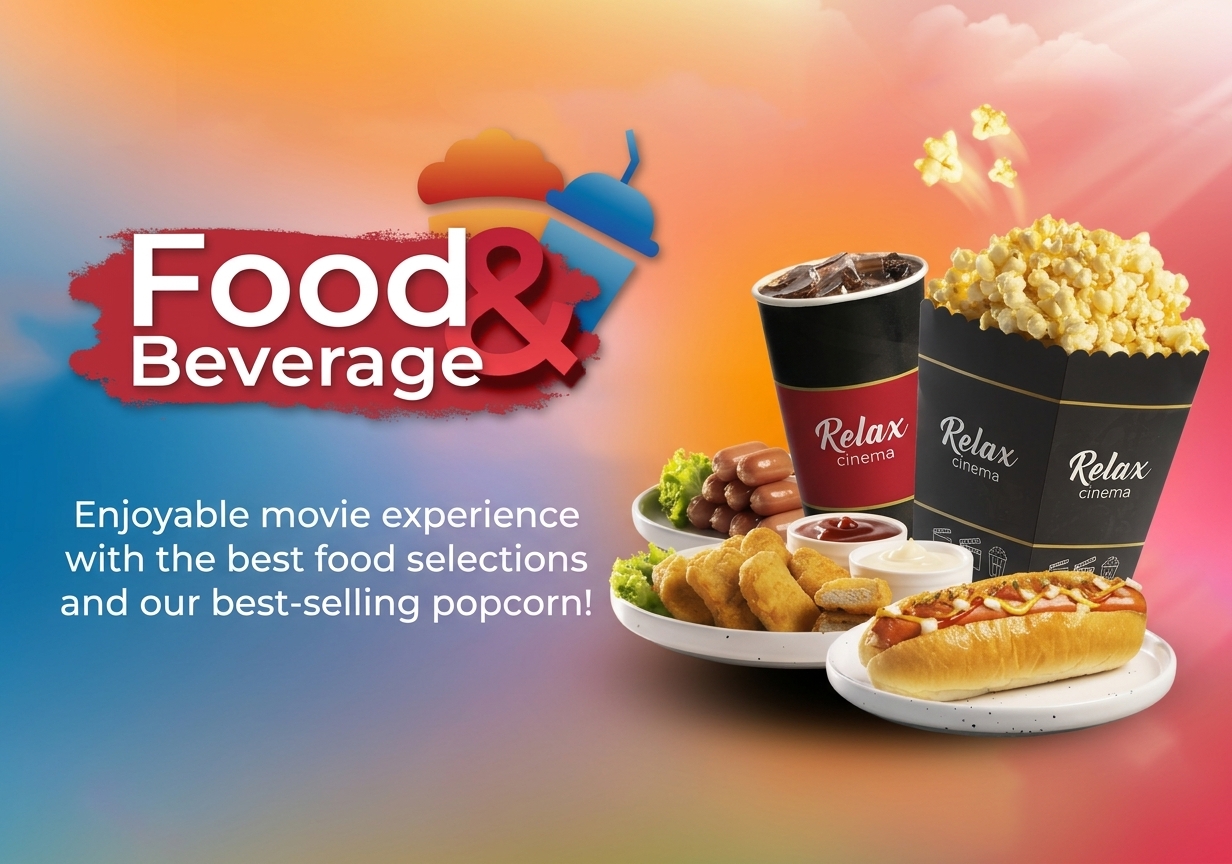 Food &
Beverage
Enjoyable movie experience
with the best food selections
and our best-selling popcorn!
Relax
cinema
Relax
cinema
Relax
cinema